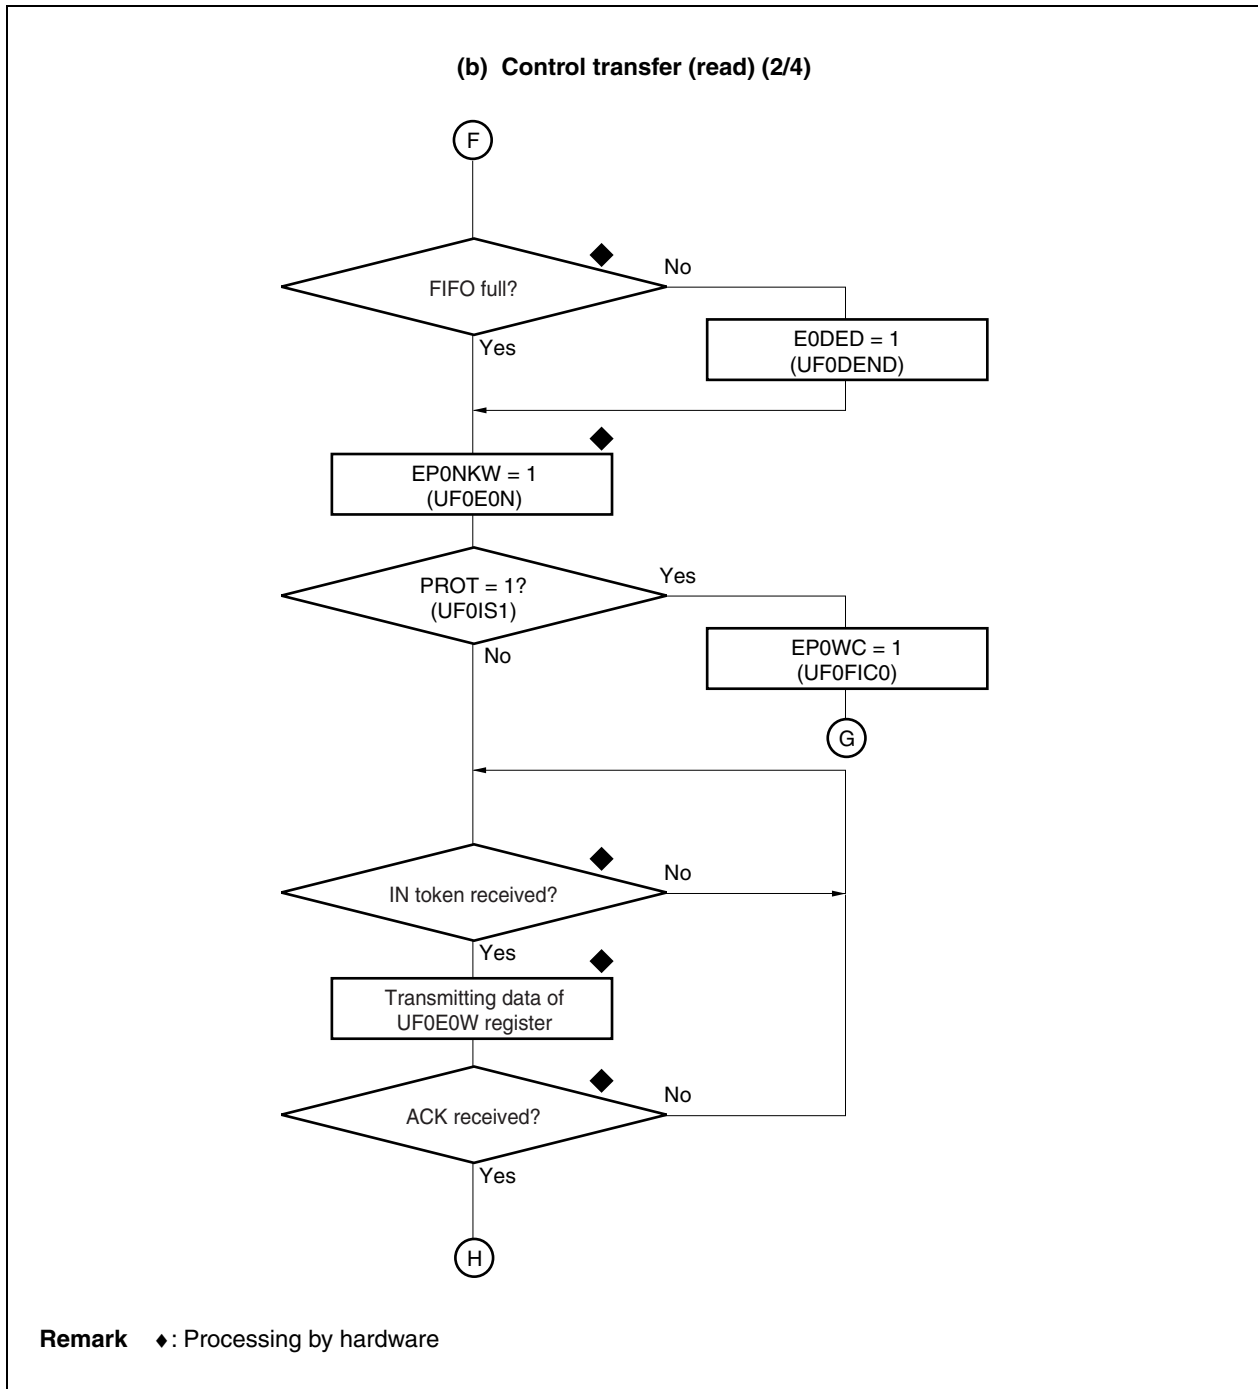 (b) Control transfer (read) (2/4)
F
FIFO full?
No
Yes
E0DED = 1
(UF0DEND)
EP0NKW = 1
(UF0E0N)
PROT = 1?
(UF0IS1)
Yes
No
EP0WC = 1
(UF0FIC0)
G
IN token received?
No
Yes
Transmitting data of
UF0E0W register
ACK received?
No
Yes
H
Remark ♦: Processing by hardware